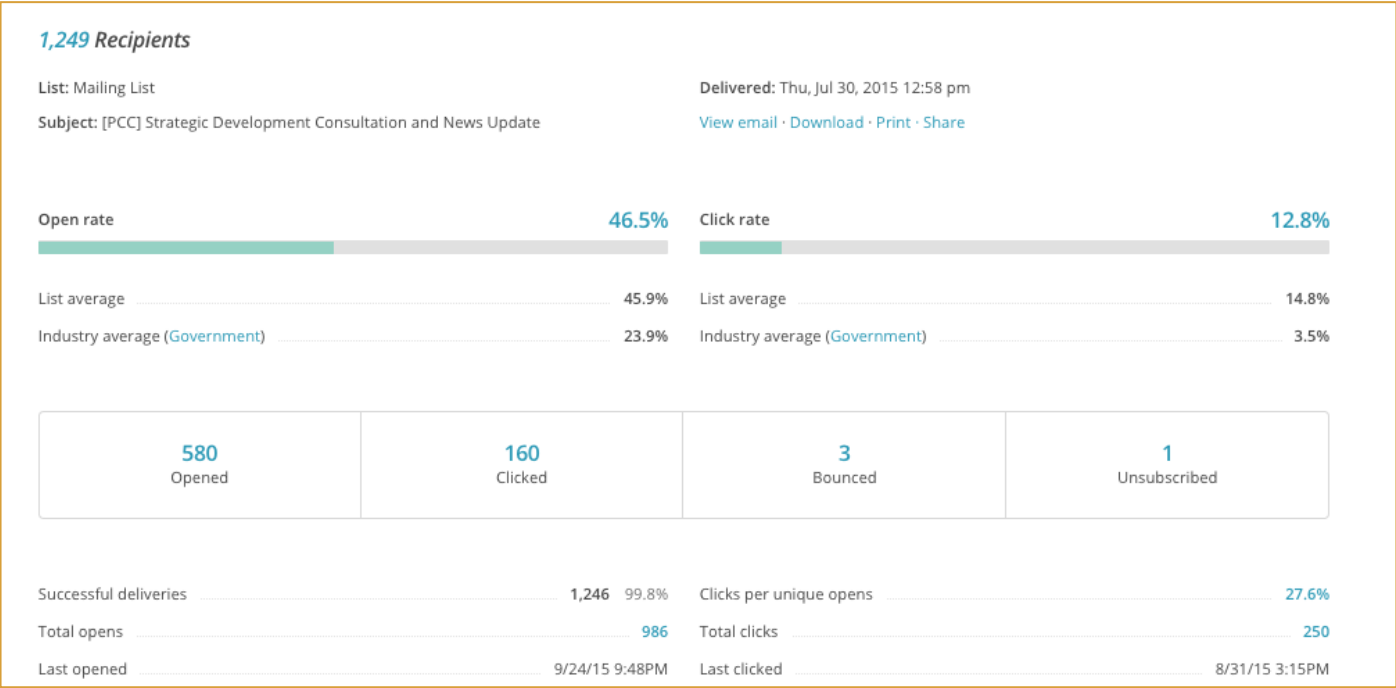 1,249 Recipients
List: Mailing List
Delivered: Thu, Jul 30, 2015 12:58 pm
Subject: [PCC] Strategic Development Consultation and News Update
View email · Download · Print · Share
Open rate 46.5%
Click rate 12.8%
List average 45.9%
List average 14.8%
Industry average (Government) 23.9%
Industry average (Government) 3.5%
580
Opened
160
Clicked
3
Bounced
1
Unsubscribed
Successful deliveries 1,246 99.8%
Clicks per unique opens 27.6%
Total opens 986
Total clicks 250
Last opened 9/24/15 9:48PM
Last clicked 8/31/15 3:15PM